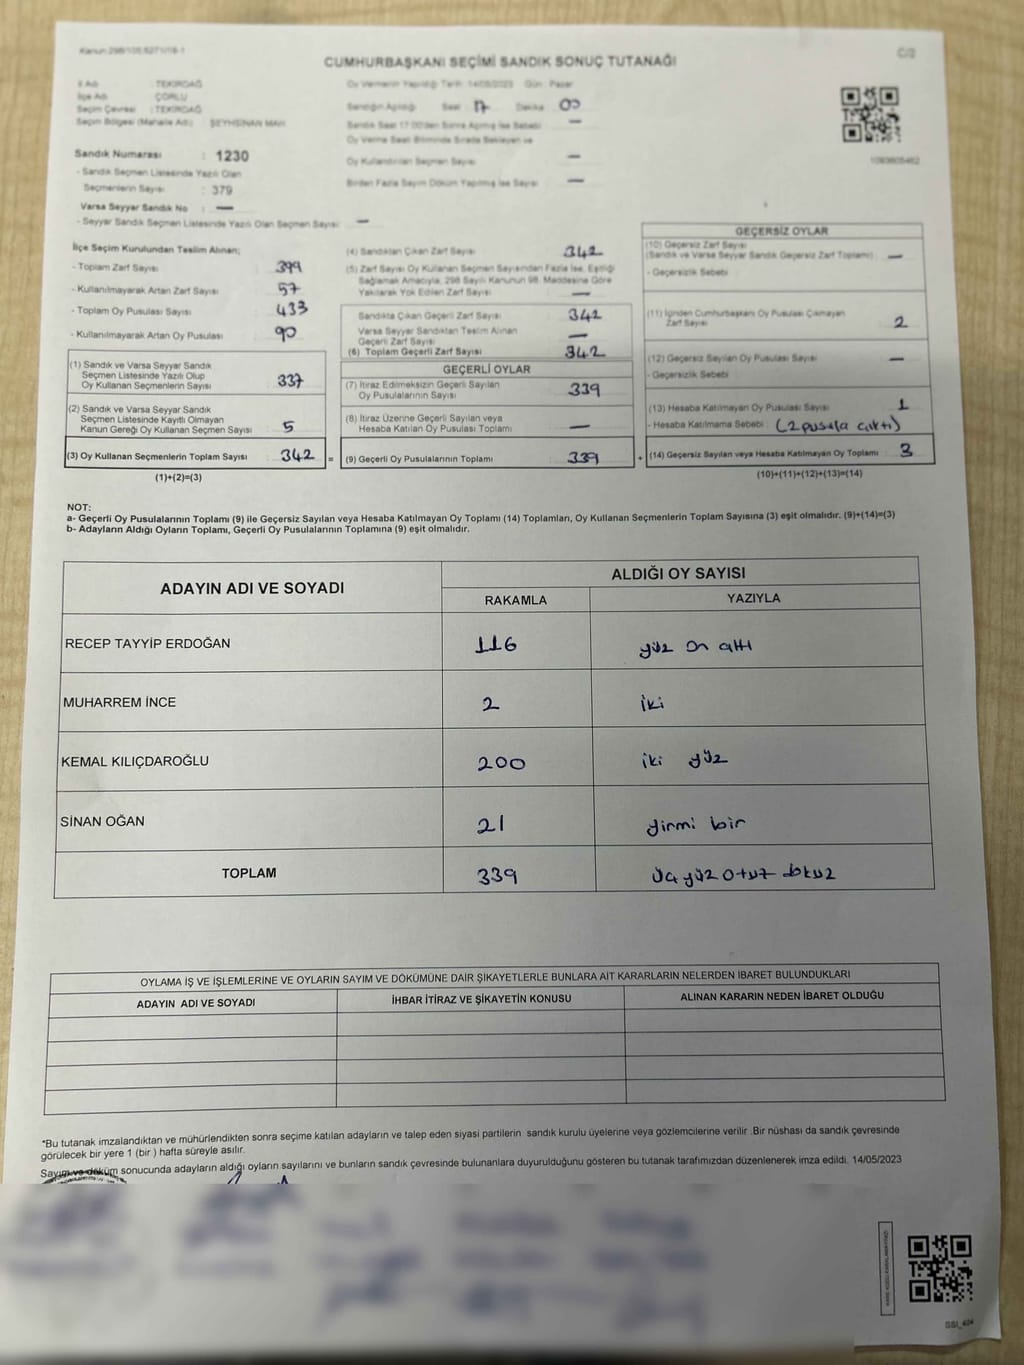 Kanun:298/105;6271/19-1
C/2
CUMHURBAŞKANI SEÇİMİ SANDIK SONUÇ TUTANAĞI
İl Adı : TEKİRDAĞ
İlçe Adı : ÇORLU
Seçim Çevresi : TEKİRDAĞ
Seçim Bölgesi (Mahalle Adı) : ŞEYHSİNAN MAH.
Sandık Numarası : 1230
- Sandık Seçmen Listesinde Yazılı Olan
Seçmenlerin Sayısı : 379
Varsa Seyyar Sandık No : —
- Seyyar Sandık Seçmen Listesinde Yazılı Olan Seçmen Sayısı: —
Oy Vermenin Yapıldığı Tarih: 14/05/2023 Gün : Pazar
Sandığın Açıldığı Saat 17 Dakika 00
Sandık Saat 17:00'den Sonra Açılmış İse Sebebi —
Oy Verme Saati Bitiminde Sırada Bekleyen ve
Oy Kullandırılan Seçmen Sayısı —
Birden Fazla Sayım Döküm Yapılmış İse Sayısı —
İlçe Seçim Kurulundan Teslim Alınan;
- Toplam Zarf Sayısı 399
- Kullanılmayarak Artan Zarf Sayısı 57
- Toplam Oy Pusulası Sayısı 433
- Kullanılmayarak Artan Oy Pusulası 90
(1) Sandık ve Varsa Seyyar Sandık
Seçmen Listesinde Yazılı Olup
Oy Kullanan Seçmenlerin Sayısı 337
(2) Sandık ve Varsa Seyyar Sandık
Seçmen Listesinde Kayıtlı Olmayan
Kanun Gereği Oy Kullanan Seçmen Sayısı 5
(3) Oy Kullanan Seçmenlerin Toplam Sayısı 342 =
(1)+(2)=(3)
(4) Sandıktan Çıkan Zarf Sayısı 342
(5) Zarf Sayısı Oy Kullanan Seçmen Sayısından Fazla İse, Eşitliği
Sağlamak Amacıyla, 298 Sayılı Kanunun 98. Maddesine Göre
Yakılarak Yok Edilen Zarf Sayısı —
Sandıkta Çıkan Geçerli Zarf Sayısı 342
Varsa Seyyar Sandıktan Teslim Alınan
Geçerli Zarf Sayısı —
(6) Toplam Geçerli Zarf Sayısı 342
GEÇERLİ OYLAR
(7) İtiraz Edilmeksizin Geçerli Sayılan
Oy Pusulalarının Sayısı 339
(8) İtiraz Üzerine Geçerli Sayılan veya
Hesaba Katılan Oy Pusulası Toplamı —
(9) Geçerli Oy Pusulalarının Toplamı 339 +
GEÇERSİZ OYLAR
(10) Geçersiz Zarf Sayısı
(Sandık ve Varsa Seyyar Sandık Geçersiz Zarf Toplamı) —
- Geçersizlik Sebebi
(11) İçinden Cumhurbaşkanı Oy Pusulası Çıkmayan
Zarf Sayısı 2
(12) Geçersiz Sayılan Oy Pusulası Sayısı —
- Geçersizlik Sebebi
(13) Hesaba Katılmayan Oy Pusulası Sayısı 1
- Hesaba Katılmama Sebebi : (2 pusula çıktı)
(14) Geçersiz Sayılan veya Hesaba Katılmayan Oy Toplamı 3
(10)+(11)+(12)+(13)=(14)
NOT:
a- Geçerli Oy Pusulalarının Toplamı (9) ile Geçersiz Sayılan veya Hesaba Katılmayan Oy Toplamı (14) Toplamları, Oy Kullanan Seçmenlerin Toplam Sayısına (3) eşit olmalıdır. (9)+(14)=(3)
b- Adayların Aldığı Oyların Toplamı, Geçerli Oy Pusulalarının Toplamına (9) eşit olmalıdır.
ADAYIN ADI VE SOYADI
ALDIĞI OY SAYISI
RAKAMLA YAZIYLA
RECEP TAYYİP ERDOĞAN 116 yüz on altı
MUHARREM İNCE 2 iki
KEMAL KILIÇDAROĞLU 200 iki yüz
SİNAN OĞAN 21 yirmi bir
TOPLAM 339 üç yüz otuz dokuz
OYLAMA İŞ VE İŞLEMLERİNE VE OYLARIN SAYIM VE DÖKÜMÜNE DAİR ŞİKAYETLERLE BUNLARA AİT KARARLARIN NELERDEN İBARET BULUNDUKLARI
ADAYIN ADI VE SOYADI İHBAR İTİRAZ VE ŞİKAYETİN KONUSU ALINAN KARARIN NEDEN İBARET OLDUĞU
*Bu tutanak imzalandıktan ve mühürlendikten sonra seçime katılan adayların ve talep eden siyasi partilerin sandık kurulu üyelerine veya gözlemcilerine verilir .Bir nüshası da sandık çevresinde
görülecek bir yere 1 (bir ) hafta süreyle asılır.
Sayım ve döküm sonucunda adayların aldığı oyların sayılarını ve bunların sandık çevresinde bulunanlara duyurulduğunu gösteren bu tutanak tarafımızdan düzenlenerek imza edildi. 14/05/2023